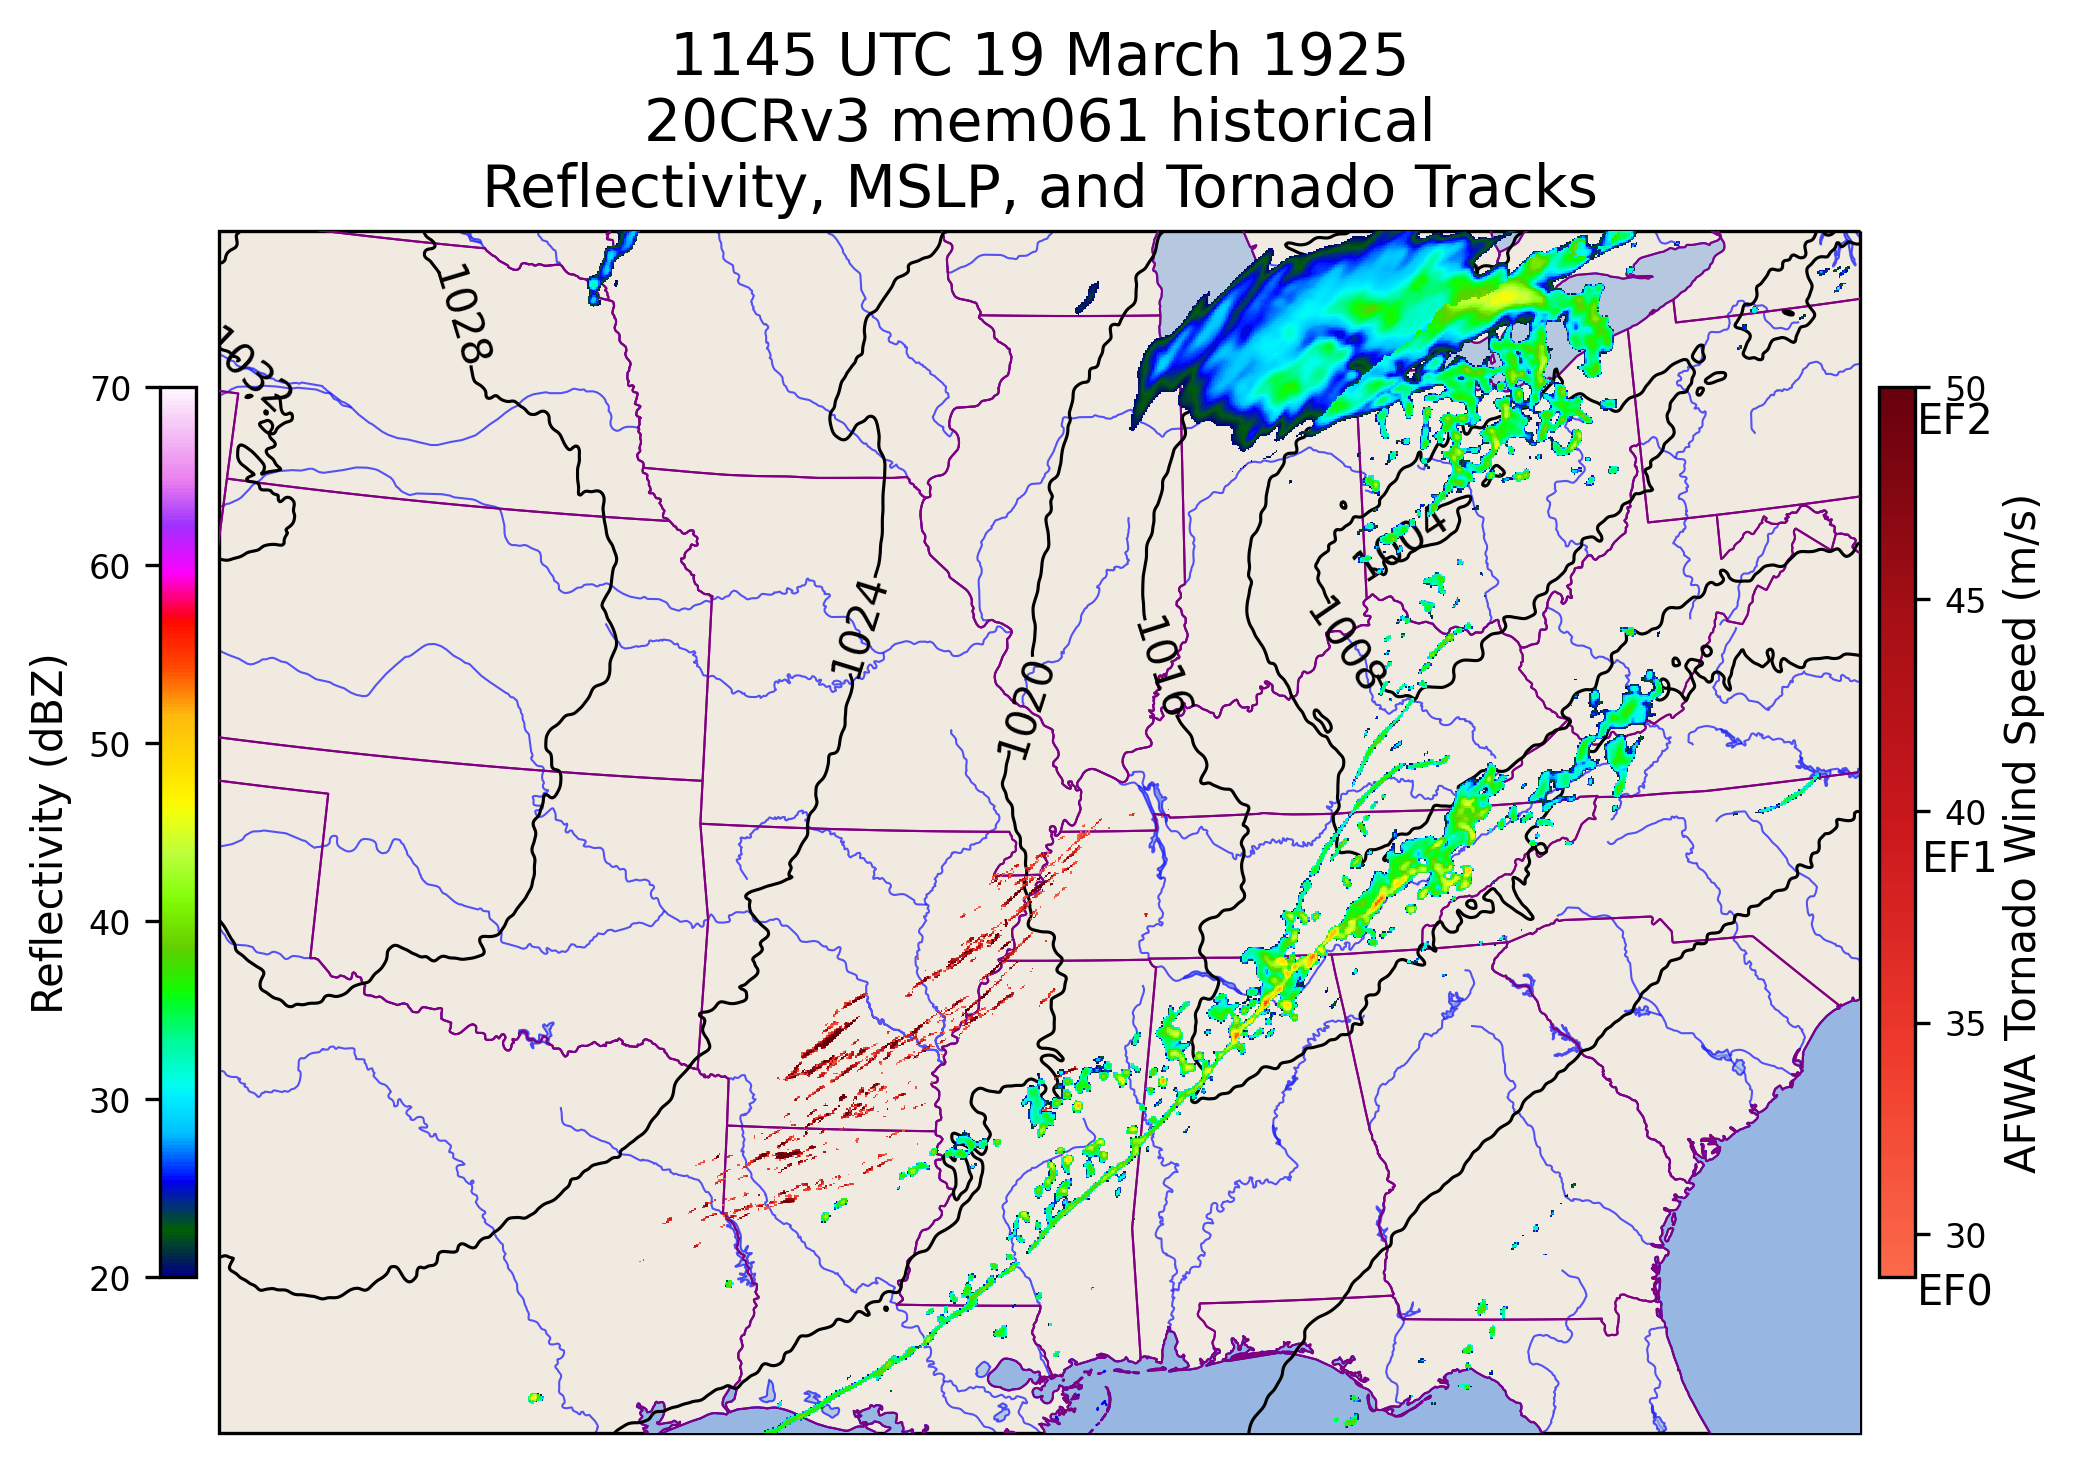 1145 UTC 19 March 1925
20CRv3 mem061 historical
Reflectivity, MSLP, and Tornado Tracks
1028
1032
1024
1020
1016
1008
1004
70
60
50
40
30
20
Reflectivity (dBZ)
50
EF2
45
40
EF1
35
30
EF0
AFWA Tornado Wind Speed (m/s)